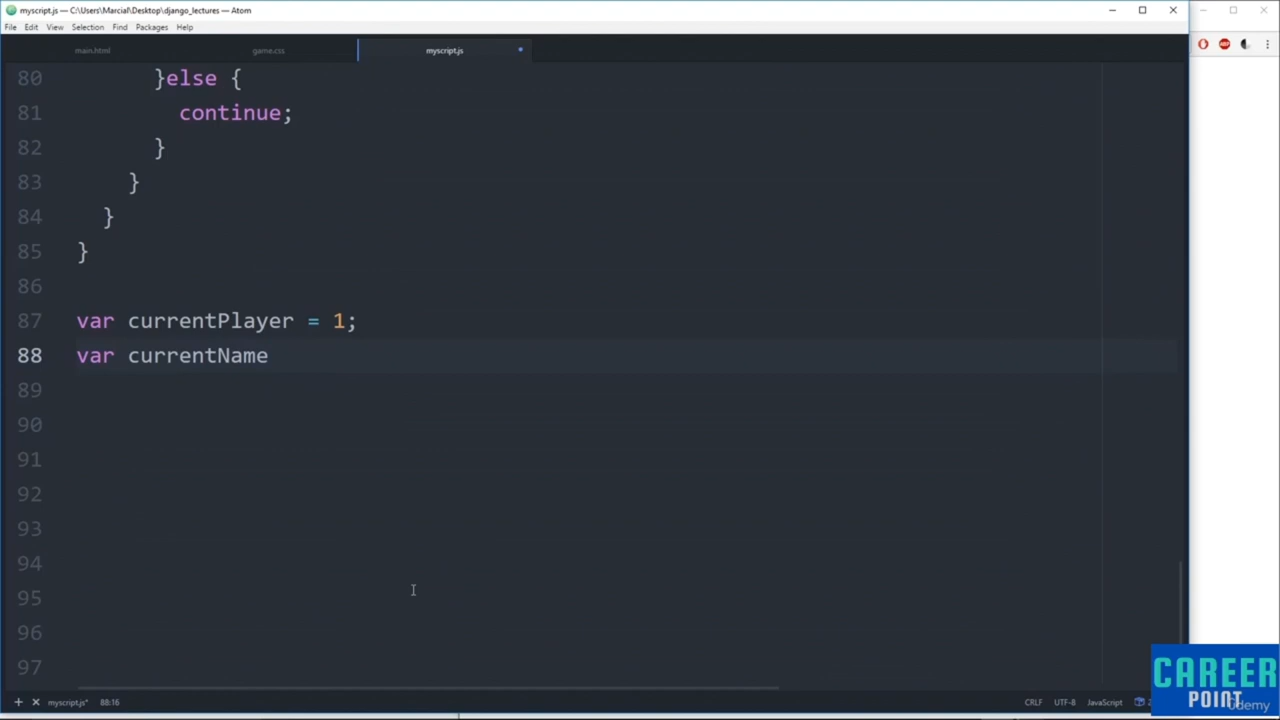 myscript.js — C:\Users\Marcial\Desktop\django_lectures — Atom
File Edit View Selection Find Packages Help
main.html game.css myscript.js
80 }else {
81 continue;
82 }
83 }
84 }
85 }
86
87 var currentPlayer = 1;
88 var currentName
89
90
91
92
93
94
95
96
97
myscript.js* 88:16 CRLF UTF-8 JavaScript
CAREER
POINT
Udemy